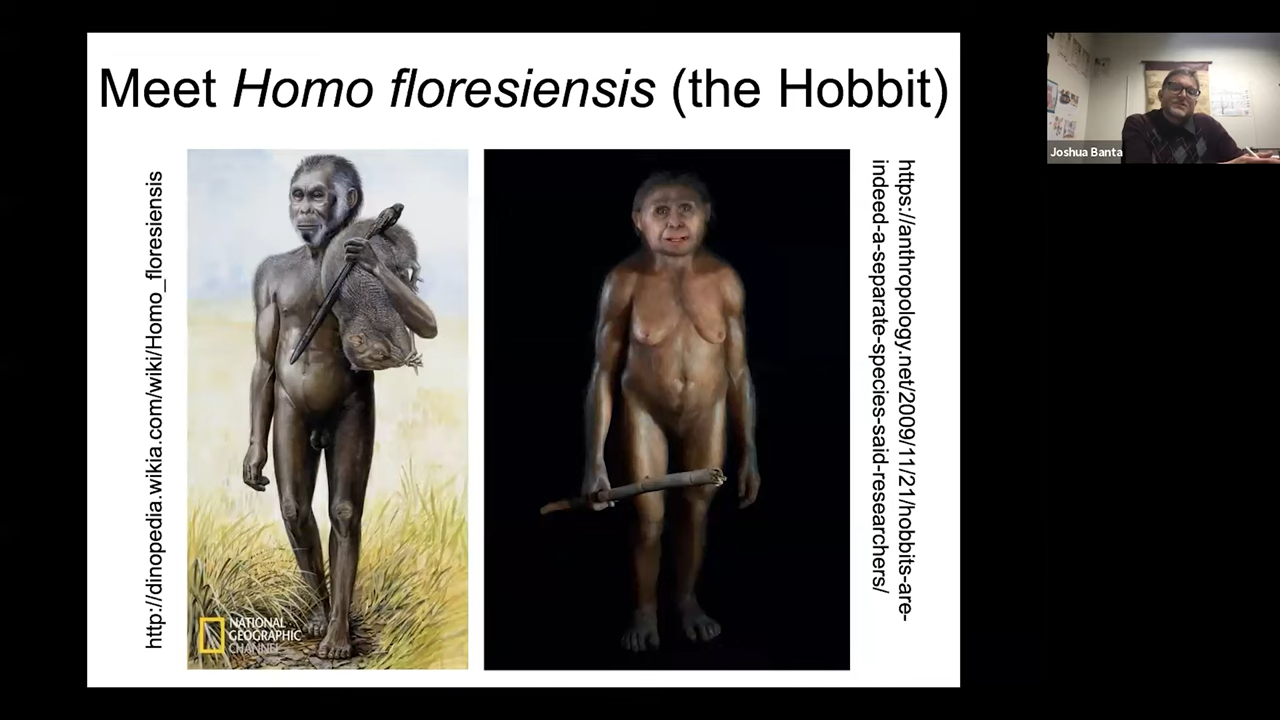 Meet Homo floresiensis (the Hobbit)
http://dinopedia.wikia.com/wiki/Homo_floresiensis
NATIONAL
GEOGRAPHIC
CHANNEL
https://anthropology.net/2009/11/21/hobbits-are-
indeed-a-separate-species-said-researchers/
Joshua Banta